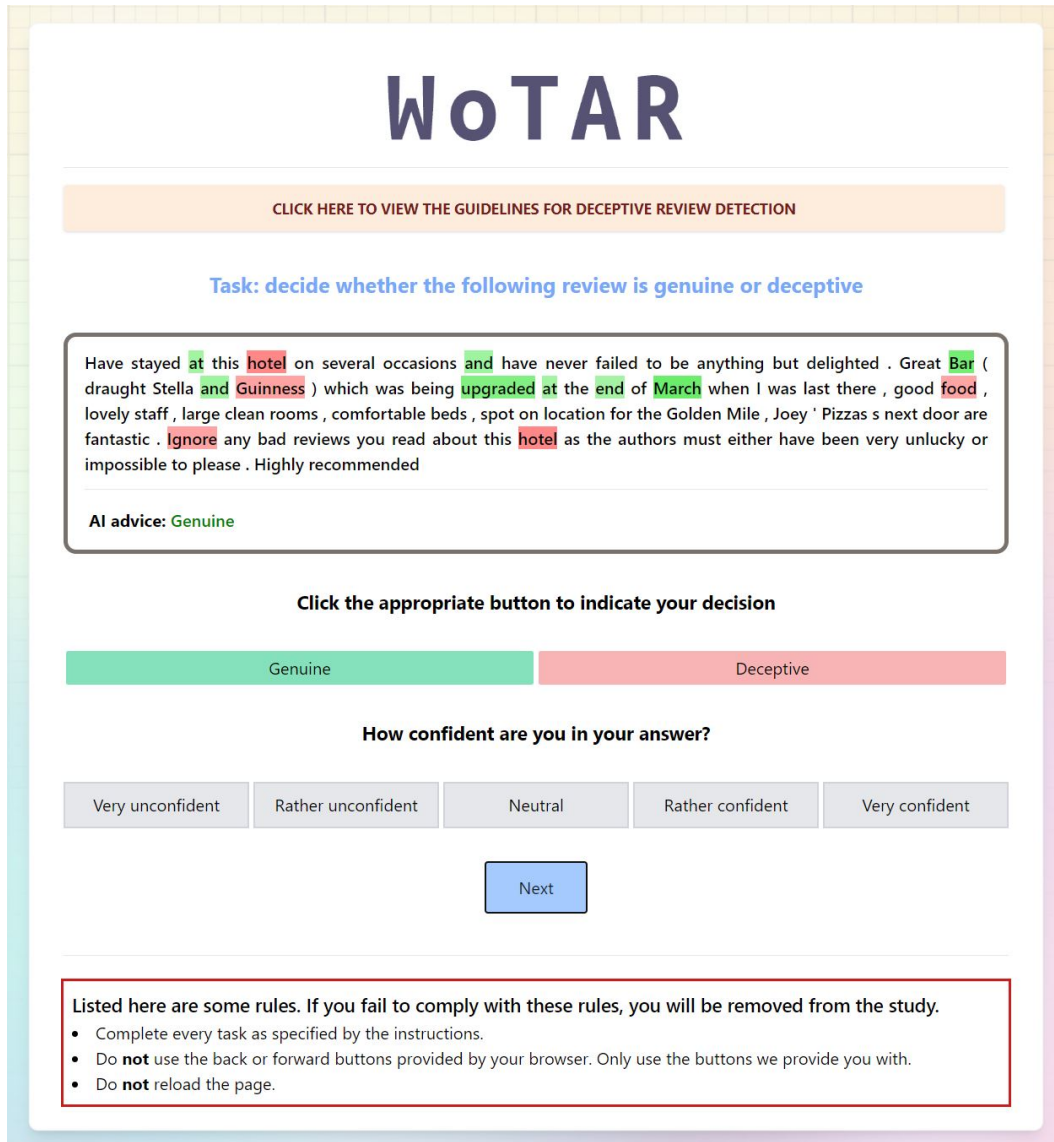 WoTAR
CLICK HERE TO VIEW THE GUIDELINES FOR DECEPTIVE REVIEW DETECTION
Task: decide whether the following review is genuine or deceptive
Have stayed at this hotel on several occasions and have never failed to be anything but delighted . Great Bar (
draught Stella and Guinness ) which was being upgraded at the end of March when I was last there , good food ,
lovely staff , large clean rooms , comfortable beds , spot on location for the Golden Mile , Joey ' Pizzas s next door are
fantastic . Ignore any bad reviews you read about this hotel as the authors must either have been very unlucky or
impossible to please . Highly recommended
AI advice: Genuine
Click the appropriate button to indicate your decision
Genuine Deceptive
How confident are you in your answer?
Very unconfident Rather unconfident Neutral Rather confident Very confident
Next
Listed here are some rules. If you fail to comply with these rules, you will be removed from the study.
• Complete every task as specified by the instructions.
• Do not use the back or forward buttons provided by your browser. Only use the buttons we provide you with.
• Do not reload the page.